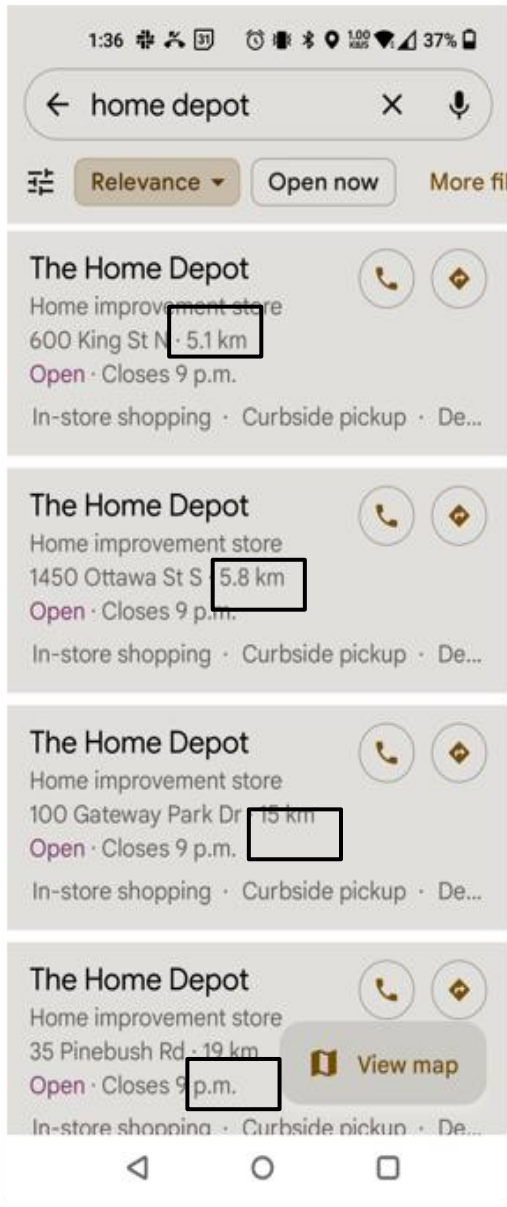 1:36 31 1.00 KB/S 37%
home depot
Relevance Open now More fil
The Home Depot
Home improvement store
600 King St N · 5.1 km
Open · Closes 9 p.m.
In-store shopping · Curbside pickup · De...
The Home Depot
Home improvement store
1450 Ottawa St S · 5.8 km
Open · Closes 9 p.m.
In-store shopping · Curbside pickup · De...
The Home Depot
Home improvement store
100 Gateway Park Dr · 15 km
Open · Closes 9 p.m.
In-store shopping · Curbside pickup · De...
The Home Depot
Home improvement store
35 Pinebush Rd · 19 km
Open · Closes 9 p.m.
View map
In-store shopping · Curbside pickup · De...